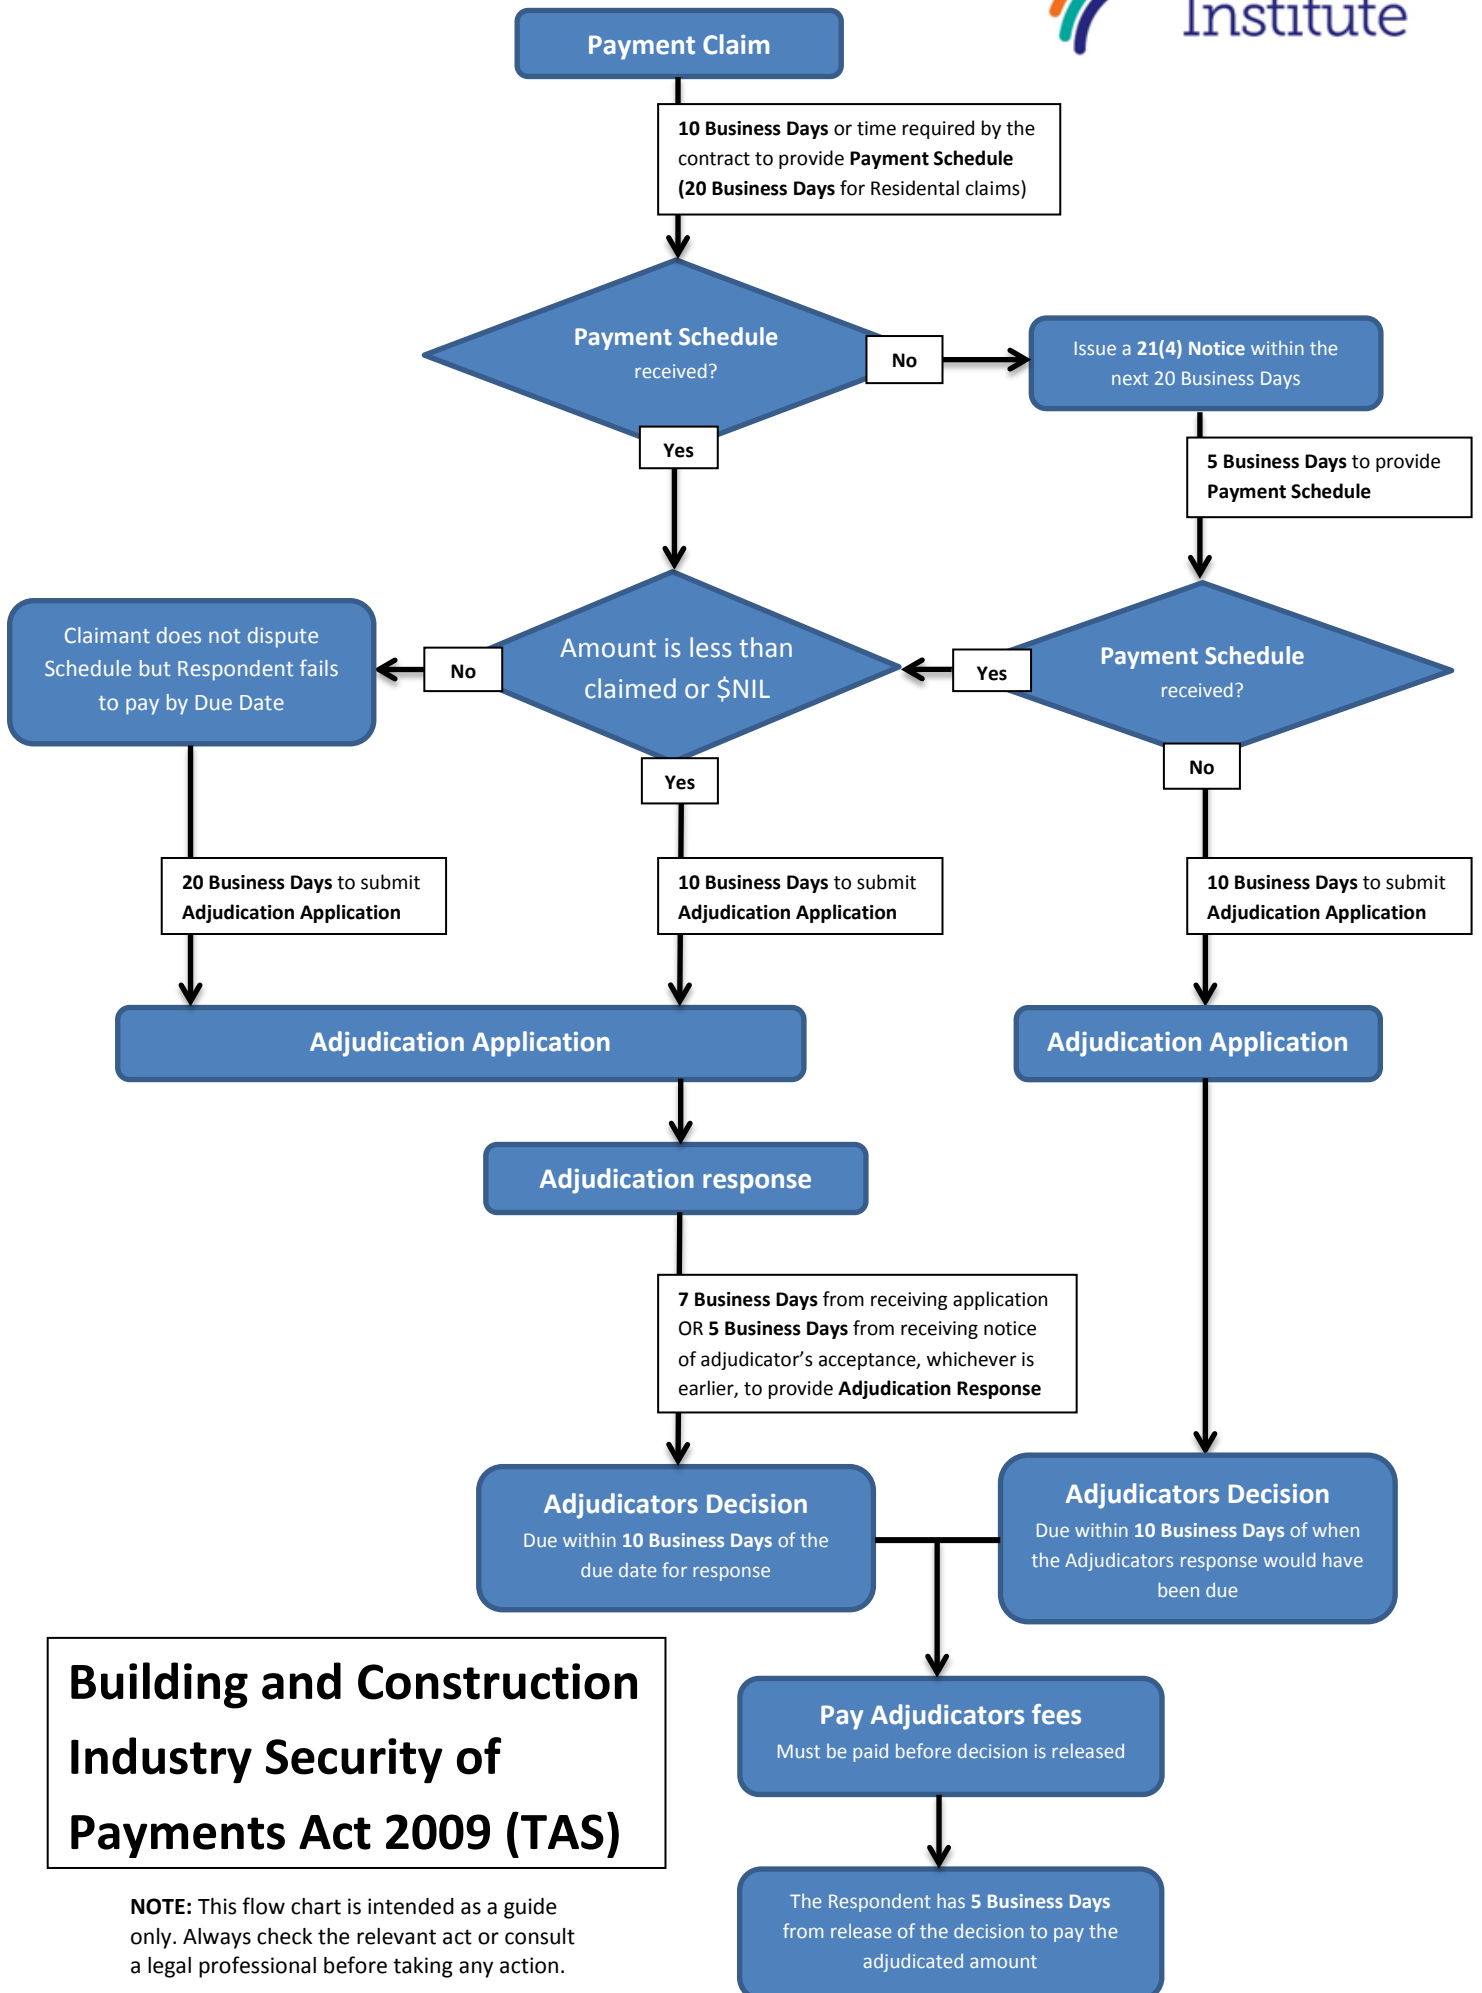 Institute
Payment Claim
10 Business Days or time required by the
contract to provide Payment Schedule
(20 Business Days for Residental claims)
Payment Schedule
received?
No
Issue a 21(4) Notice within the
next 20 Business Days
Yes
5 Business Days to provide
Payment Schedule
Claimant does not dispute
Schedule but Respondent fails
to pay by Due Date
No
Amount is less than
claimed or $NIL
Yes
Payment Schedule
received?
Yes
No
20 Business Days to submit
Adjudication Application
10 Business Days to submit
Adjudication Application
10 Business Days to submit
Adjudication Application
Adjudication Application
Adjudication Application
Adjudication response
7 Business Days from receiving application
OR 5 Business Days from receiving notice
of adjudicator’s acceptance, whichever is
earlier, to provide Adjudication Response
Adjudicators Decision
Due within 10 Business Days of the
due date for response
Adjudicators Decision
Due within 10 Business Days of when
the Adjudicators response would have
been due
Building and Construction
Industry Security of
Payments Act 2009 (TAS)
Pay Adjudicators fees
Must be paid before decision is released
NOTE: This flow chart is intended as a guide
only. Always check the relevant act or consult
a legal professional before taking any action.
The Respondent has 5 Business Days
from release of the decision to pay the
adjudicated amount